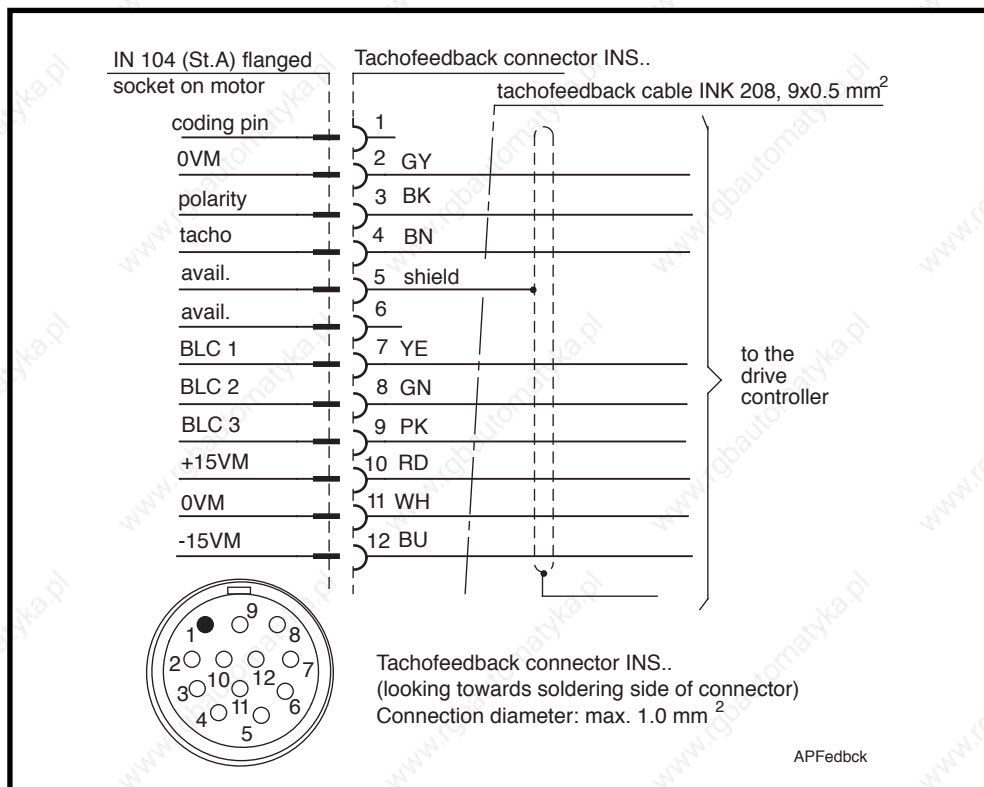 IN 104 (St.A) flanged
socket on motor
Tachofeedback connector INS..
tachofeedback cable INK 208, 9x0.5 mm²
coding pin 1
0VM 2 GY
polarity 3 BK
tacho 4 BN
avail. 5 shield
avail. 6
BLC 1 7 YE
BLC 2 8 GN
BLC 3 9 PK
+15VM 10 RD
0VM 11 WH
-15VM 12 BU
to the
drive
controller
1 9 8
2 10 12 7
3 11 6
4 5
Tachofeedback connector INS..
(looking towards soldering side of connector)
Connection diameter: max. 1.0 mm ²
APFedbck
www.rgbautomatyka.pl